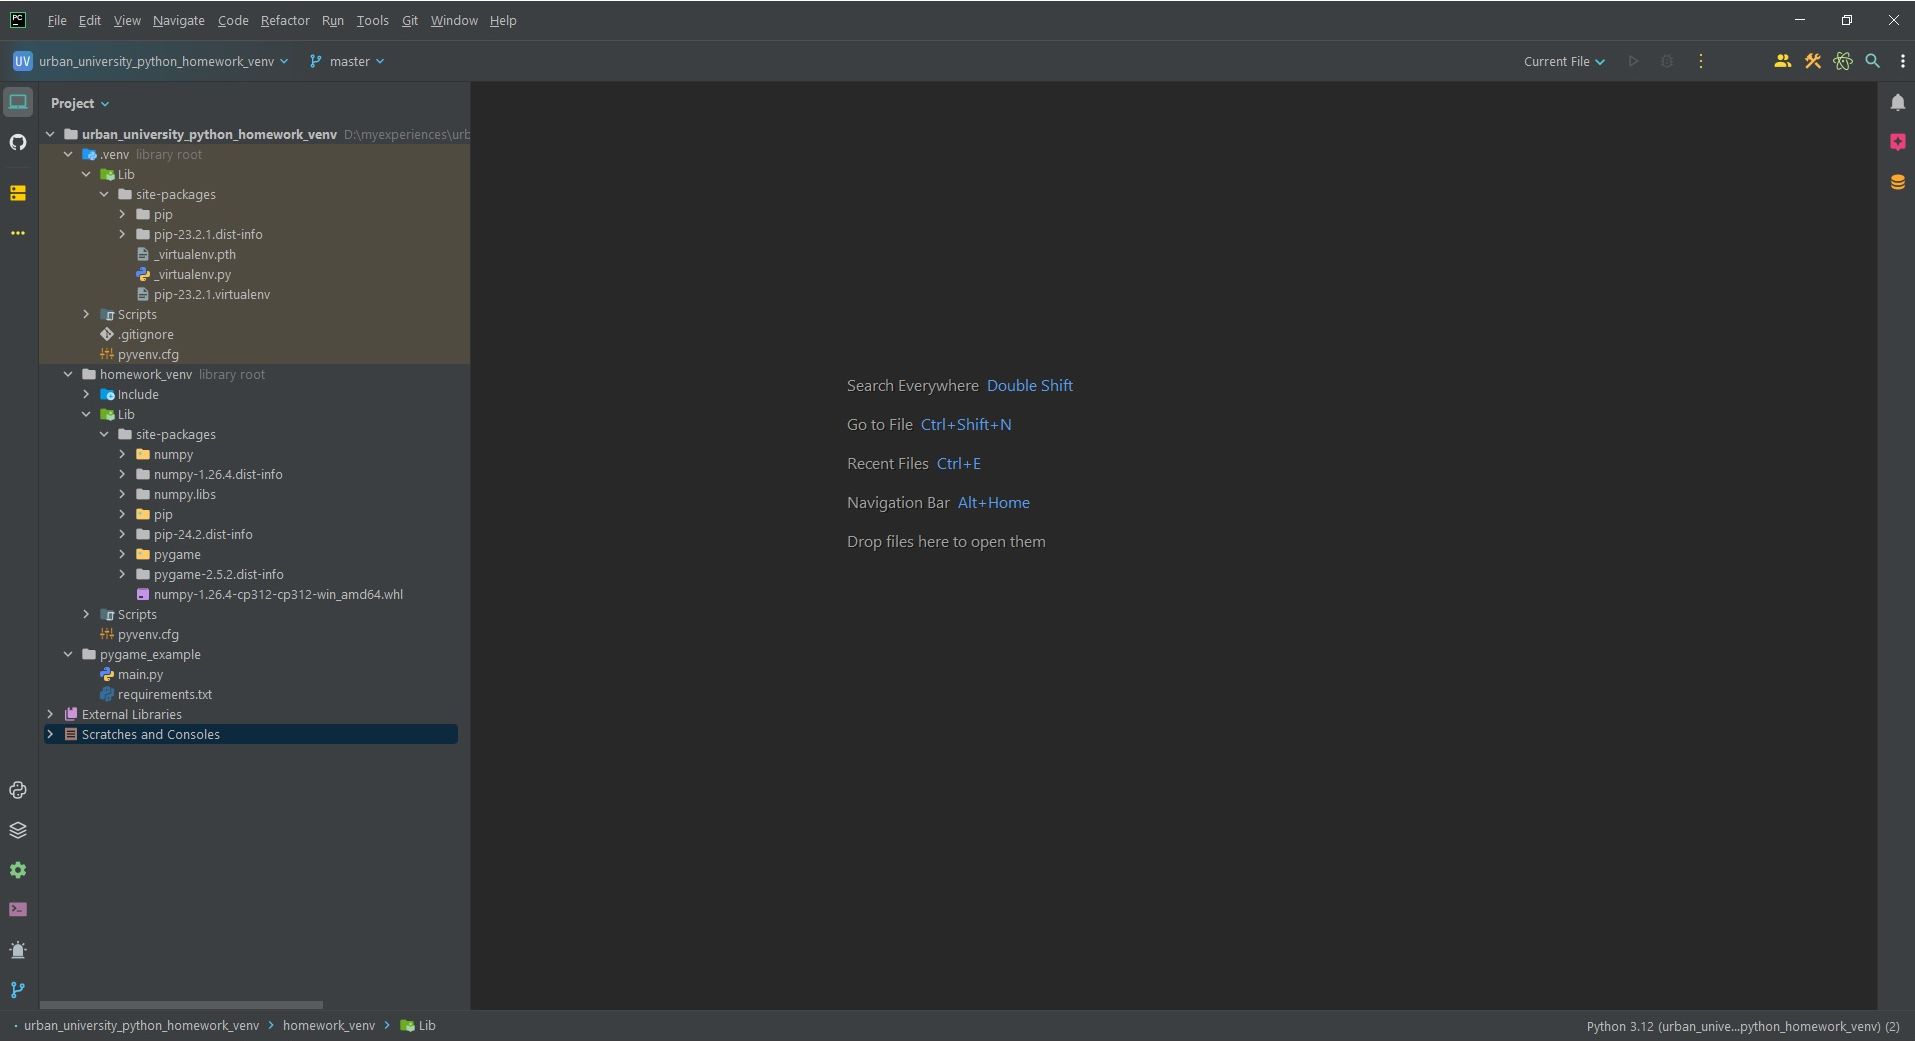 PC
File Edit View Navigate Code Refactor Run Tools Git Window Help
UV urban_university_python_homework_venv master Current File
Project
urban_university_python_homework_venv D:\myexperiences\urb
.venv library root
Lib
site-packages
pip
pip-23.2.1.dist-info
_virtualenv.pth
_virtualenv.py
pip-23.2.1.virtualenv
Scripts
.gitignore
pyvenv.cfg
homework_venv library root
Include
Lib
site-packages
numpy
numpy-1.26.4.dist-info
numpy.libs
pip
pip-24.2.dist-info
pygame
pygame-2.5.2.dist-info
numpy-1.26.4-cp312-cp312-win_amd64.whl
Scripts
pyvenv.cfg
pygame_example
main.py
requirements.txt
External Libraries
Scratches and Consoles
Search Everywhere Double Shift
Go to File Ctrl+Shift+N
Recent Files Ctrl+E
Navigation Bar Alt+Home
Drop files here to open them
urban_university_python_homework_venv homework_venv Lib
Python 3.12 (urban_unive...python_homework_venv) (2)